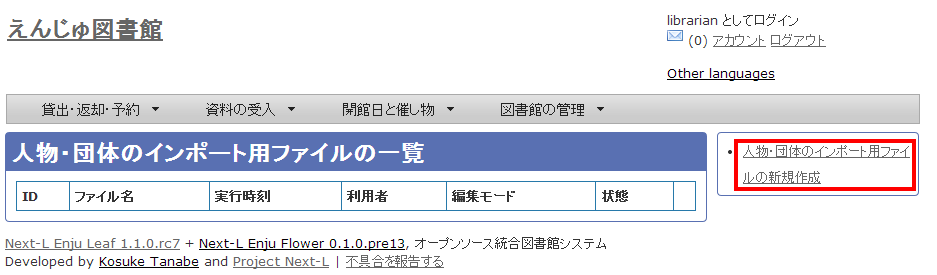 えんじゅ図書館
librarian としてログイン
(0) アカウント ログアウト
Other languages
貸出・返却・予約 資料の受入 開館日と催し物 図書館の管理
人物・団体のインポート用ファイルの一覧
ID ファイル名 実行時刻 利用者 編集モード 状態
人物・団体のインポート用ファイ
ルの新規作成
Next-L Enju Leaf 1.1.0.rc7 + Next-L Enju Flower 0.1.0.pre13, オープンソース統合図書館システム
Developed by Kosuke Tanabe and Project Next-L | 不具合を報告する